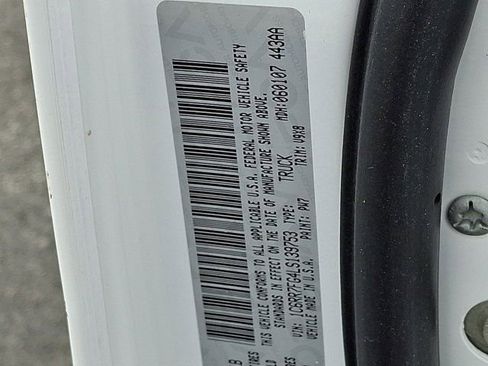 THIS VEHICLE CONFORMS TO ALL APPLICABLE U.S.A. FEDERAL MOTOR VEHICLE SAFETY
STANDARDS IN EFFECT ON THE DATE OF MANUFACTURE SHOWN ABOVE.
VIN: 1C6RR7FG4LS139753 TYPE: TRUCK MDH:060107 443AA
VEHICLE MADE IN U.S.A. PAINT: PW7 TRIM: V9X8